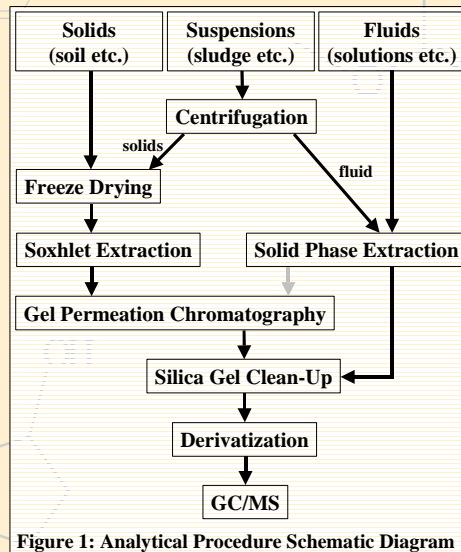 Solids
(soil etc.)
Suspensions
(sludge etc.)
Fluids
(solutions etc.)
Centrifugation
solids
fluid
Freeze Drying
Soxhlet Extraction
Solid Phase Extraction
Gel Permeation Chromatography
Silica Gel Clean-Up
Derivatization
GC/MS
Figure 1: Analytical Procedure Schematic Diagram